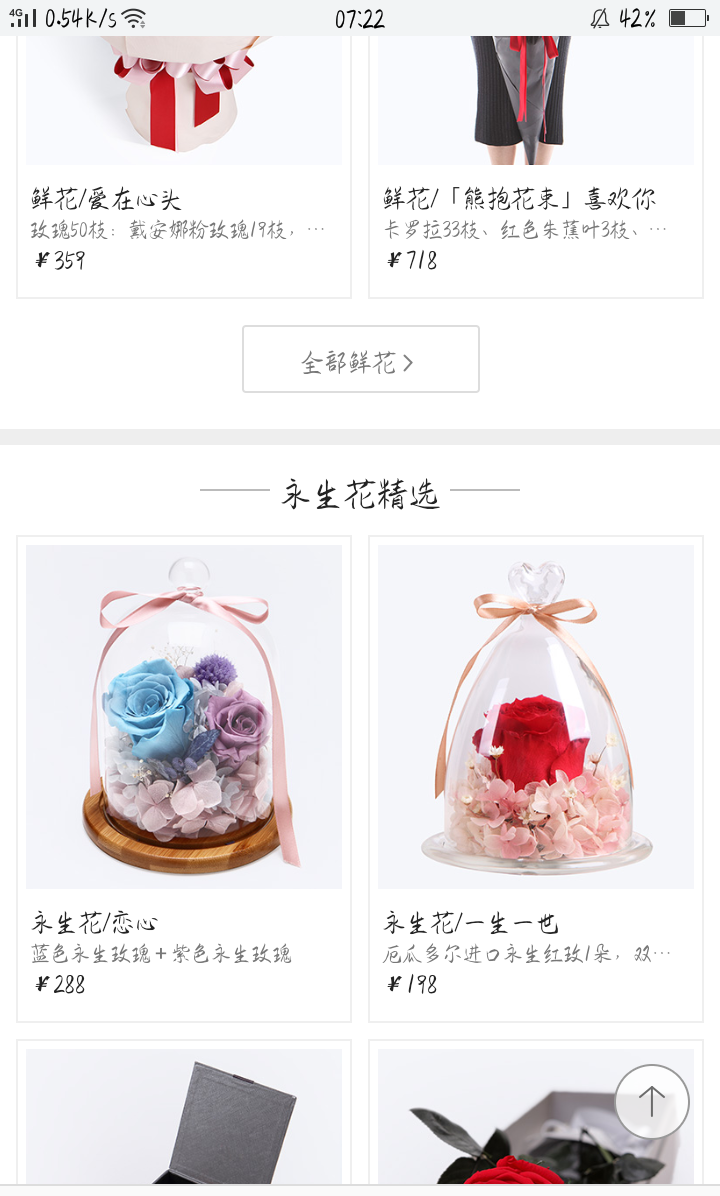 4G 0.54K/s 07:22 42%
鲜花/爱在心头
玫瑰50枝：戴安娜粉玫瑰19枝，…
￥359
鲜花/「熊抱花束」喜欢你
卡罗拉33枝、红色朱蕉叶3枝、…
￥718
全部鲜花
永生花精选
永生花/恋心
蓝色永生玫瑰+紫色永生玫瑰
￥288
永生花/一生一世
厄瓜多尔进口永生红玫1朵，双…
￥198